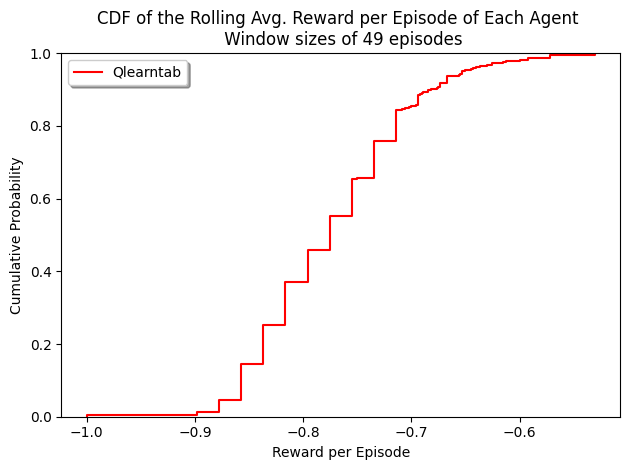 CDF of the Rolling Avg. Reward per Episode of Each Agent
Window sizes of 49 episodes
Qlearntab
Cumulative Probability
1.0
0.8
0.6
0.4
0.2
0.0
−1.0
−0.9
−0.8
−0.7
−0.6
Reward per Episode